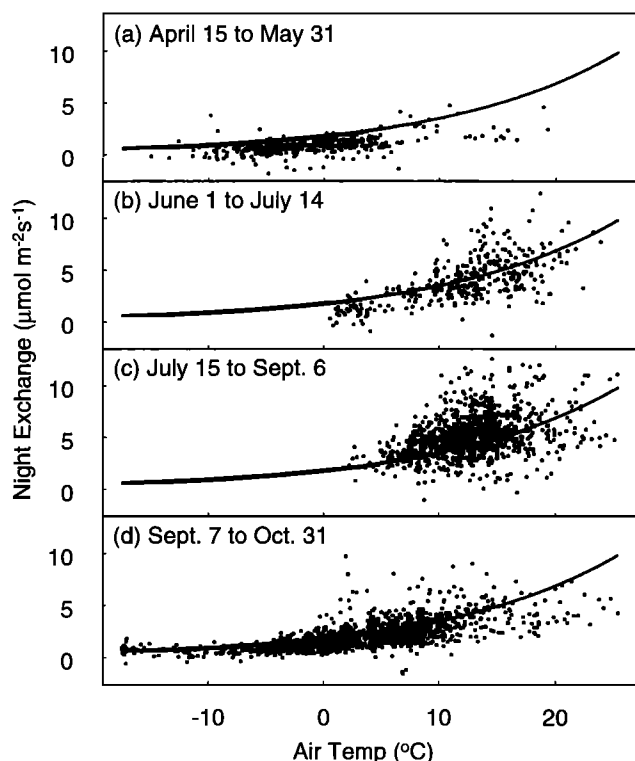 Night Exchange (μmol m⁻²s⁻¹)
(a) April 15 to May 31
10
5
0
(b) June 1 to July 14
10
5
0
(c) July 15 to Sept. 6
10
5
0
(d) Sept. 7 to Oct. 31
10
5
0
-10 0 10 20
Air Temp (ºC)